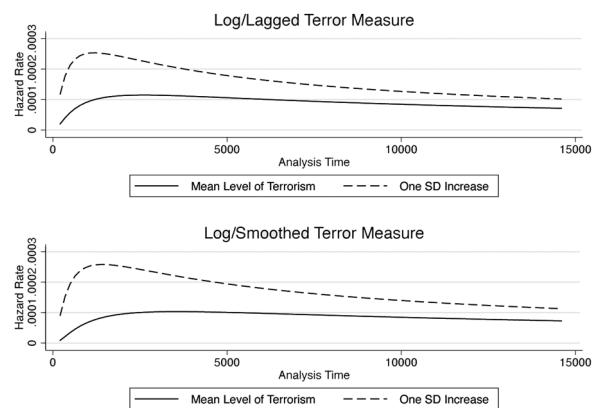 Log/Lagged Terror Measure
Hazard Rate
0 .0001 .0002 .0003
0 5000 10000 15000
Analysis Time
Mean Level of Terrorism One SD Increase
Log/Smoothed Terror Measure
Hazard Rate
0 .0001 .0002 .0003
0 5000 10000 15000
Analysis Time
Mean Level of Terrorism One SD Increase